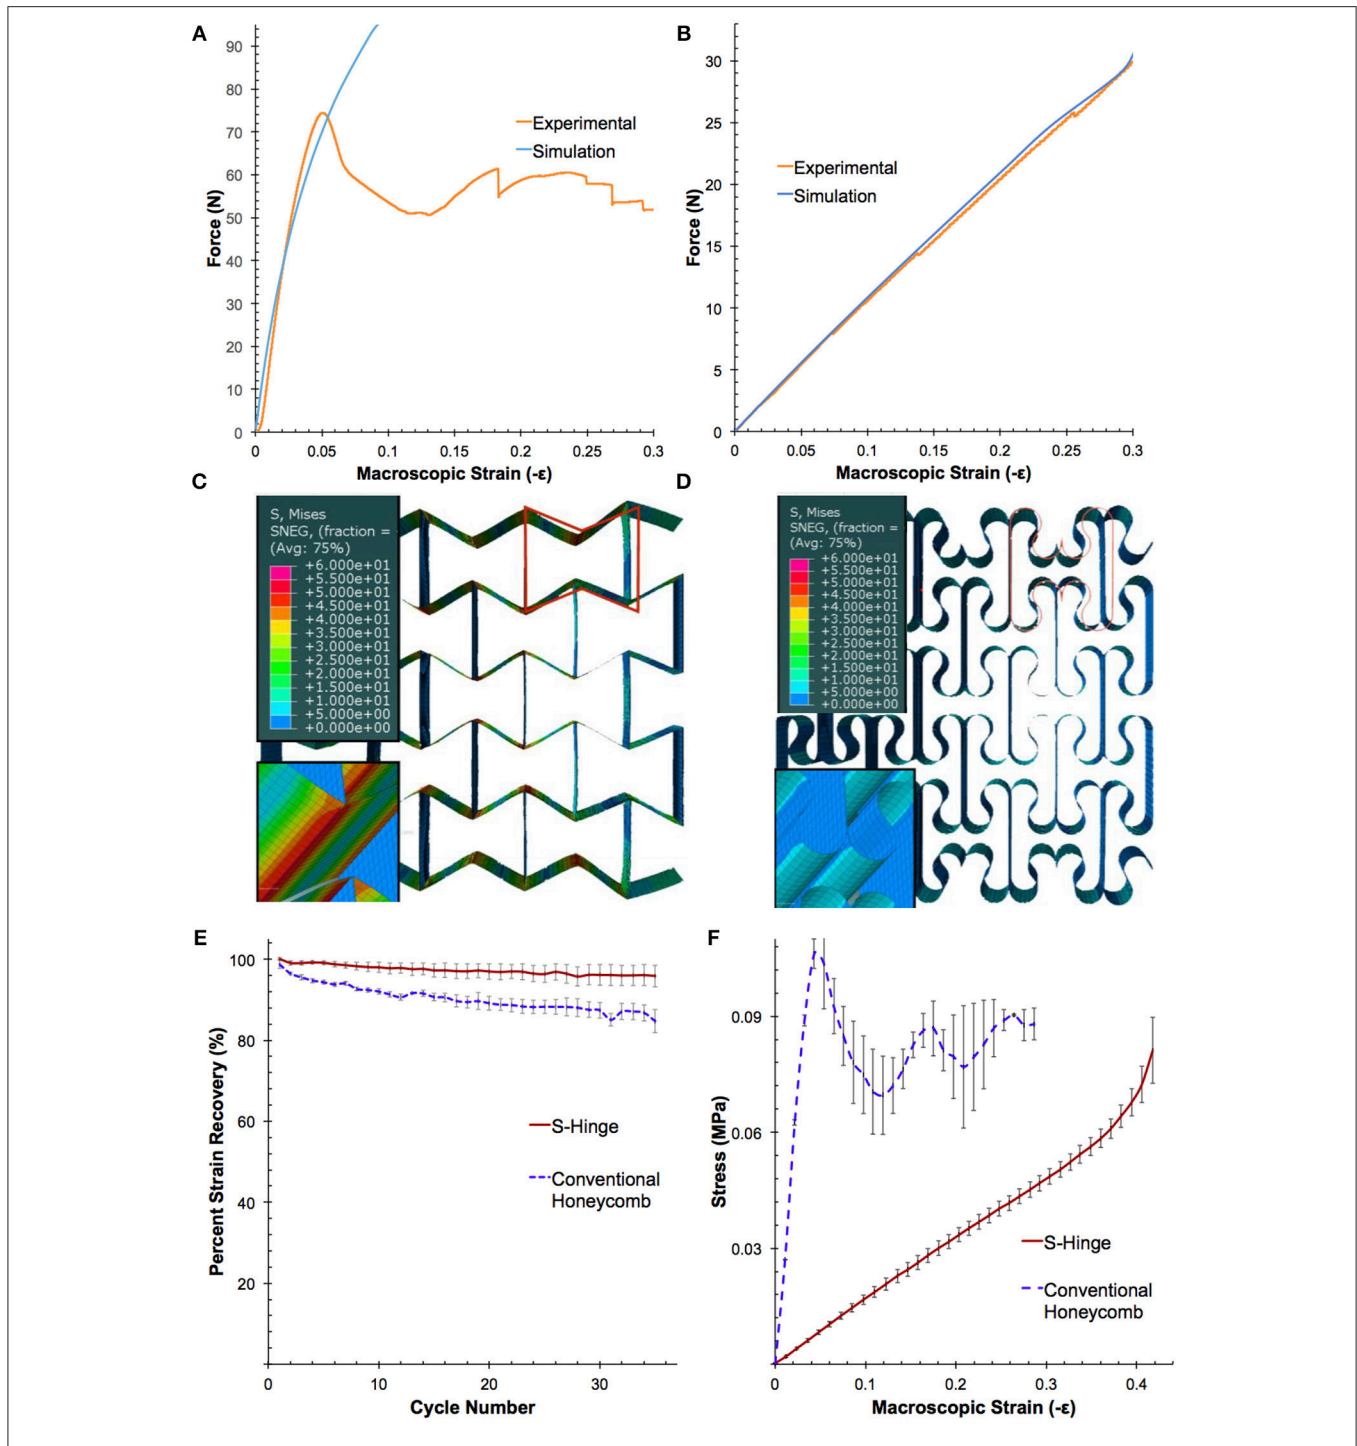 A
90
80
70
60
50
40
30
20
10
0
Force (N)
Experimental
Simulation
0
0.05
0.1
0.15
0.2
0.25
0.3
Macroscopic Strain (-ε)
B
30
25
20
15
10
5
0
Force (N)
Experimental
Simulation
0
0.05
0.1
0.15
0.2
0.25
0.3
Macroscopic Strain (-ε)
C
S, Mises
SNEG, (fraction =
(Avg: 75%)
+6.000e+01
+5.500e+01
+5.000e+01
+4.500e+01
+4.000e+01
+3.500e+01
+3.000e+01
+2.500e+01
+2.000e+01
+1.500e+01
+1.000e+01
+5.000e+00
+0.000e+00
D
S, Mises
SNEG, (fraction =
(Avg: 75%)
+6.000e+01
+5.500e+01
+5.000e+01
+4.500e+01
+4.000e+01
+3.500e+01
+3.000e+01
+2.500e+01
+2.000e+01
+1.500e+01
+1.000e+01
+5.000e+00
+0.000e+00
E
100
80
60
40
20
Percent Strain Recovery (%)
S-Hinge
Conventional
Honeycomb
0
10
20
30
Cycle Number
F
0.09
0.06
0.03
Stress (MPa)
S-Hinge
Conventional
Honeycomb
0
0.1
0.2
0.3
0.4
Macroscopic Strain (-ε)